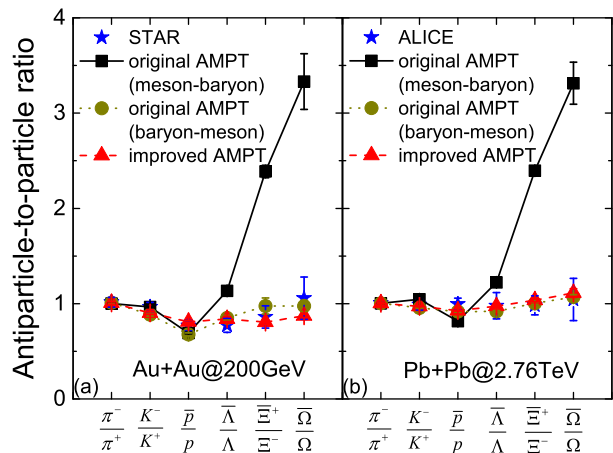 Antiparticle-to-particle ratio
4
3
2
1
0
STAR
original AMPT
(meson-baryon)
original AMPT
(baryon-meson)
improved AMPT
(a)
Au+Au@200GeV
ALICE
original AMPT
(meson-baryon)
original AMPT
(baryon-meson)
improved AMPT
(b)
Pb+Pb@2.76TeV
π⁻/π⁺ K⁻/K⁺ p̅/p Λ̅/Λ Ξ̅⁺/Ξ⁻ Ω̅/Ω
π⁻/π⁺ K⁻/K⁺ p̅/p Λ̅/Λ Ξ̅⁺/Ξ⁻ Ω̅/Ω